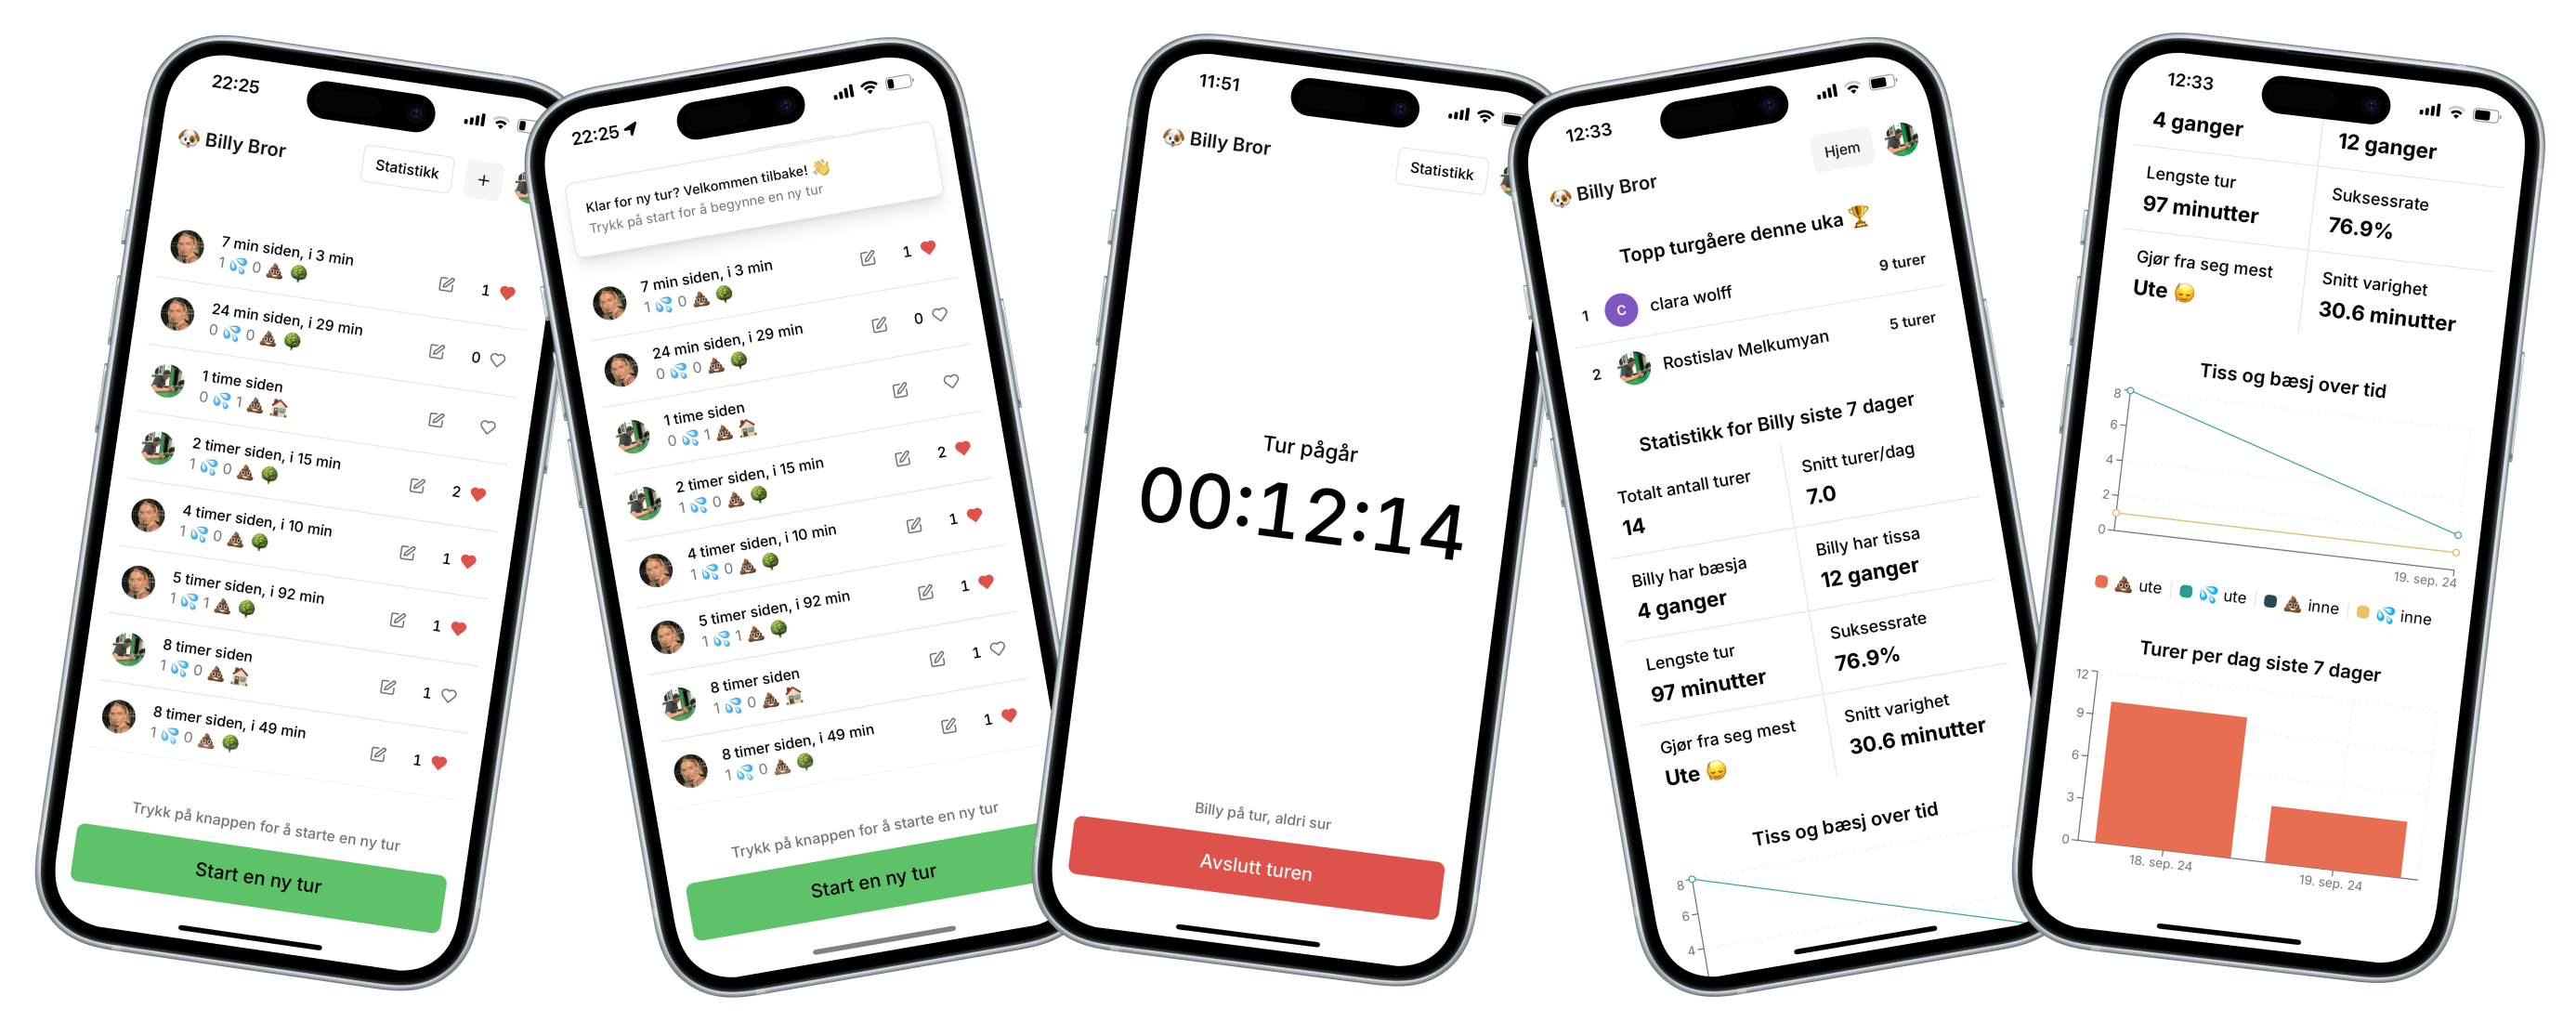 22:25
🐶 Billy Bror
Statistikk
+
7 min siden, i 3 min
1 💦 0 💩 🌳
1
24 min siden, i 29 min
0 💦 0 💩 🌳
0
1 time siden
0 💦 1 💩 🏠
2 timer siden, i 15 min
1 💦 0 💩 🌳
2
4 timer siden, i 10 min
1 💦 0 💩 🌳
1
5 timer siden, i 92 min
1 💦 1 💩 🌳
1
8 timer siden
1 💦 0 💩 🏠
1
8 timer siden, i 49 min
1 💦 0 💩 🌳
1
Trykk på knappen for å starte en ny tur
Start en ny tur
22:25
Klar for ny tur? Velkommen tilbake! 👋
Trykk på start for å begynne en ny tur
7 min siden, i 3 min
1 💦 0 💩 🌳
1
24 min siden, i 29 min
0 💦 0 💩 🌳
0
1 time siden
0 💦 1 💩 🏠
2 timer siden, i 15 min
1 💦 0 💩 🌳
2
4 timer siden, i 10 min
1 💦 0 💩 🌳
1
5 timer siden, i 92 min
1 💦 1 💩 🌳
1
8 timer siden
1 💦 0 💩 🏠
1
8 timer siden, i 49 min
1 💦 0 💩 🌳
1
Trykk på knappen for å starte en ny tur
Start en ny tur
11:51
🐶 Billy Bror
Statistikk
Tur pågår
00:12:14
Billy på tur, aldri sur
Avslutt turen
12:33
🐶 Billy Bror
Hjem
Topp turgåere denne uka 🏆
1 C clara wolff 9 turer
2 Rostislav Melkumyan 5 turer
Statistikk for Billy siste 7 dager
Totalt antall turer
14
Snitt turer/dag
7.0
Billy har bæsja
4 ganger
Billy har tissa
12 ganger
Lengste tur
97 minutter
Suksessrate
76.9%
Gjør fra seg mest
Ute 😌
Snitt varighet
30.6 minutter
Tiss og bæsj over tid
8
6
4
12:33
4 ganger
12 ganger
Lengste tur
97 minutter
Suksessrate
76.9%
Gjør fra seg mest
Ute 😌
Snitt varighet
30.6 minutter
Tiss og bæsj over tid
8
6
4
2
0
19. sep. 24
💩 ute 💦 ute 💩 inne 💦 inne
Turer per dag siste 7 dager
12
9
6
3
0
18. sep. 24
19. sep. 24